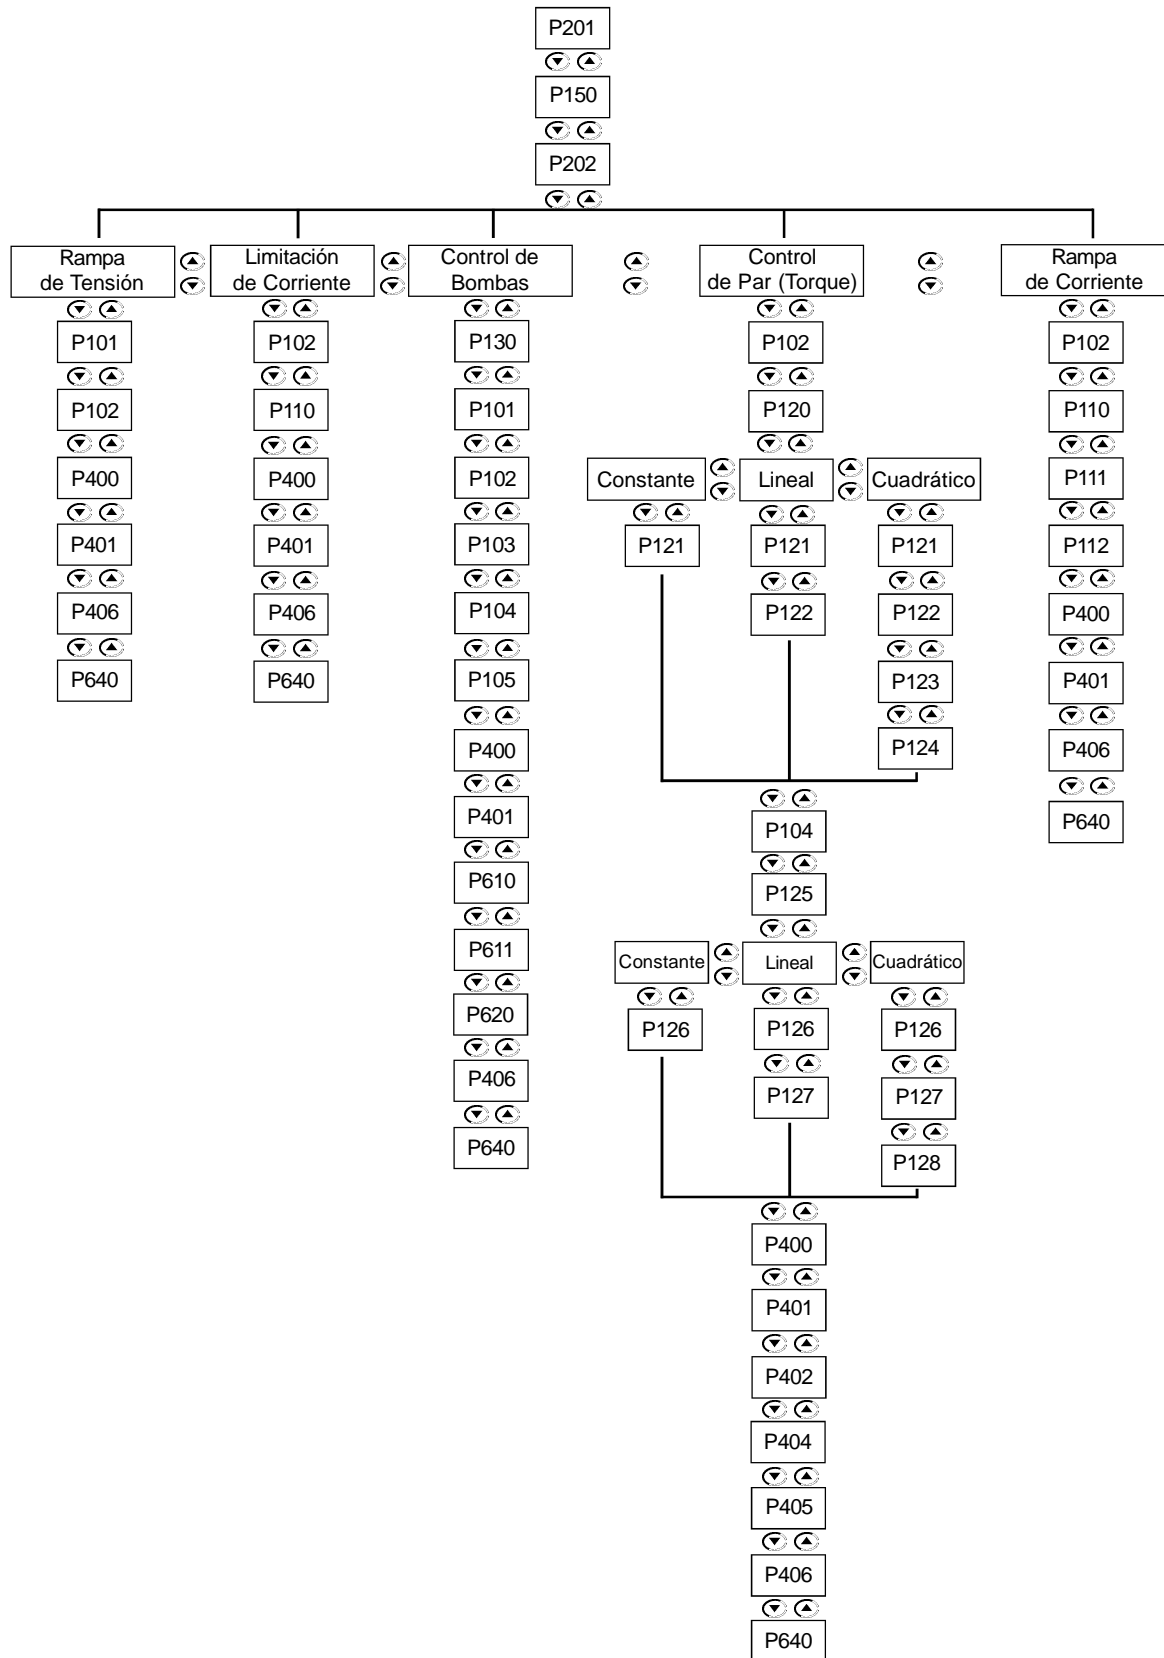 P201
P150
P202
Rampa
de Tensión
Limitación
de Corriente
Control de
Bombas
Control
de Par (Torque)
Rampa
de Corriente
P101
P102
P400
P401
P406
P640
P102
P110
P400
P401
P406
P640
P130
P101
P102
P103
P104
P105
P400
P401
P610
P611
P620
P406
P640
P102
P120
Constante
Lineal
Cuadrático
P121
P121
P122
P121
P122
P123
P124
P104
P125
Constante
Lineal
Cuadrático
P126
P126
P127
P126
P127
P128
P400
P401
P402
P404
P405
P406
P640
P102
P110
P111
P112
P400
P401
P406
P640